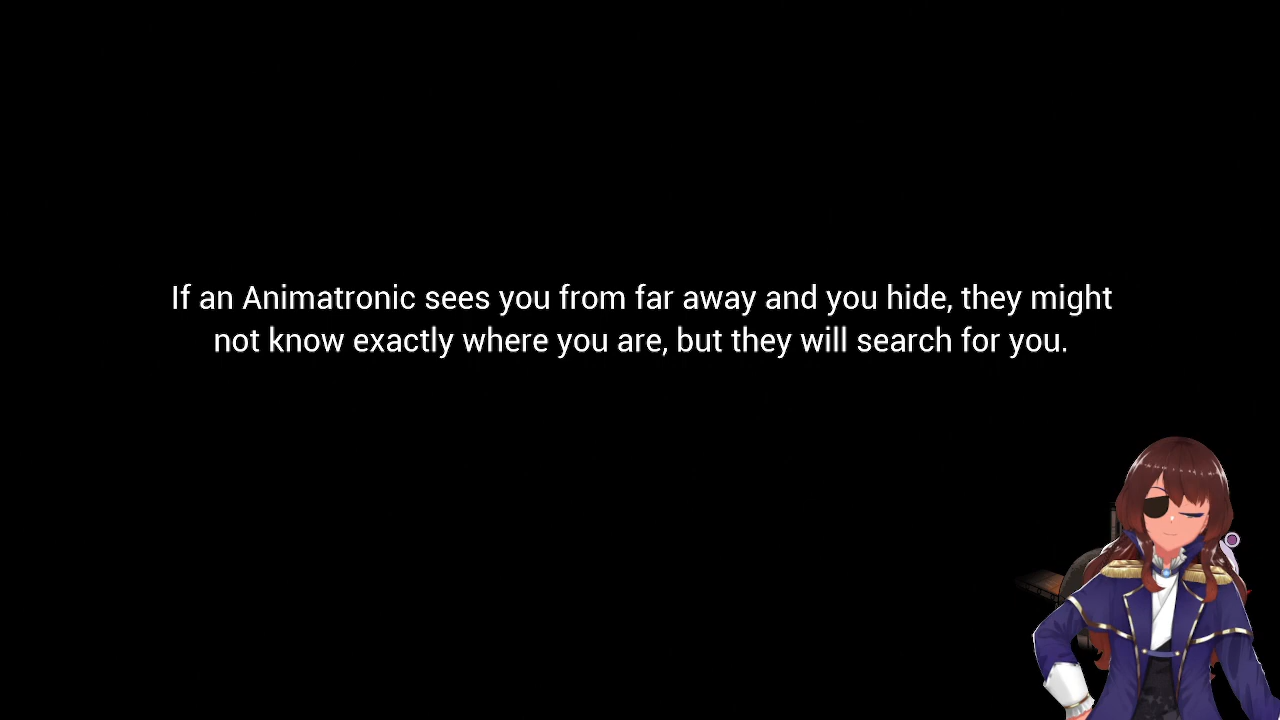 If an Animatronic sees you from far away and you hide, they might
not know exactly where you are, but they will search for you.